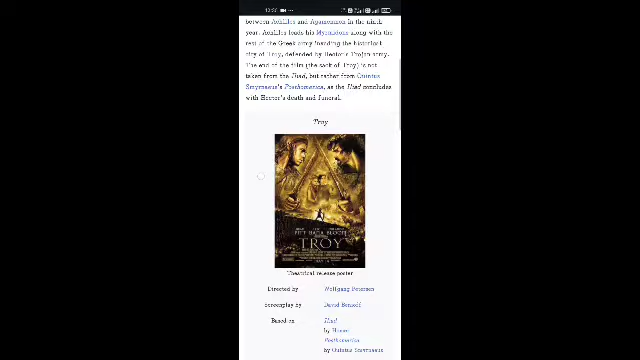 between Achilles and Agamemnon in the ninth
year. Achilles leads his Myrmidons along with the
rest of the Greek army invading the historical
city of Troy, defended by Hector's Trojan army.
The end of the film (the sack of Troy) is not
taken from the Iliad, but rather from Quintus
Smyrnaeus's Posthomerica, as the Iliad concludes
with Hector's death and funeral.
Troy
PITT BANA BLOOM
TROY
Theatrical release poster
Directed by
Wolfgang Petersen
Screenplay by
David Benioff
Based on
Iliad
by Homer
Posthomerica
by Quintus Smyrnaeus